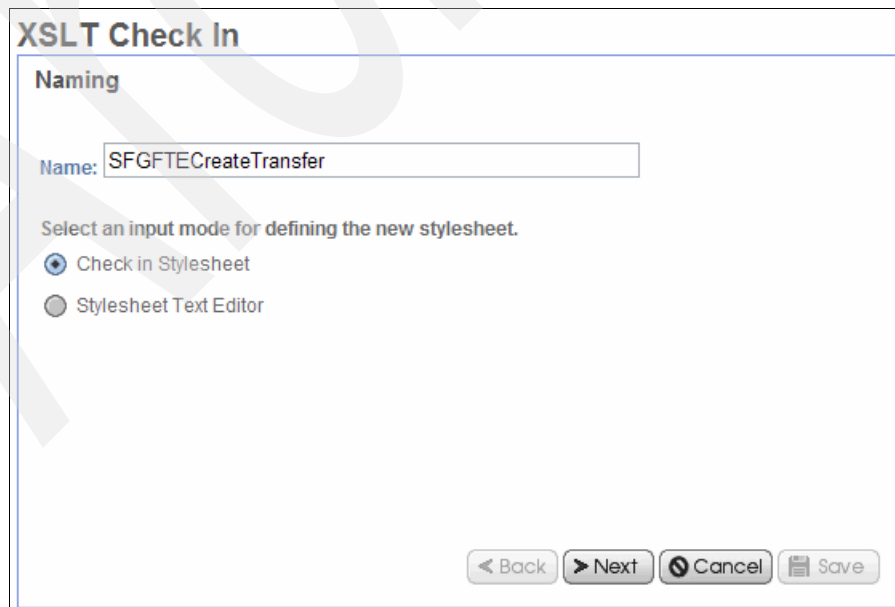 XSLT Check In
Naming
Name: SFGFTECreateTransfer
Select an input mode for defining the new stylesheet.
Check in Stylesheet
Stylesheet Text Editor
< Back > Next Cancel Save